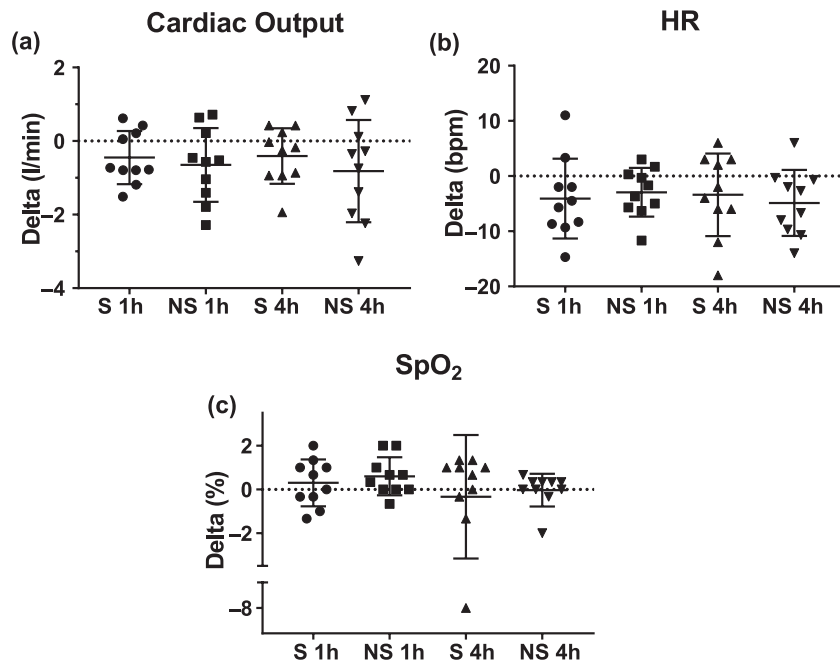 Cardiac Output
(a)
Delta (l/min)
2
0
–2
–4
S 1h NS 1h S 4h NS 4h
HR
(b)
Delta (bpm)
20
10
0
–10
–20
S 1h NS 1h S 4h NS 4h
SpO₂
(c)
Delta (%)
2
0
–2
–8
S 1h NS 1h S 4h NS 4h